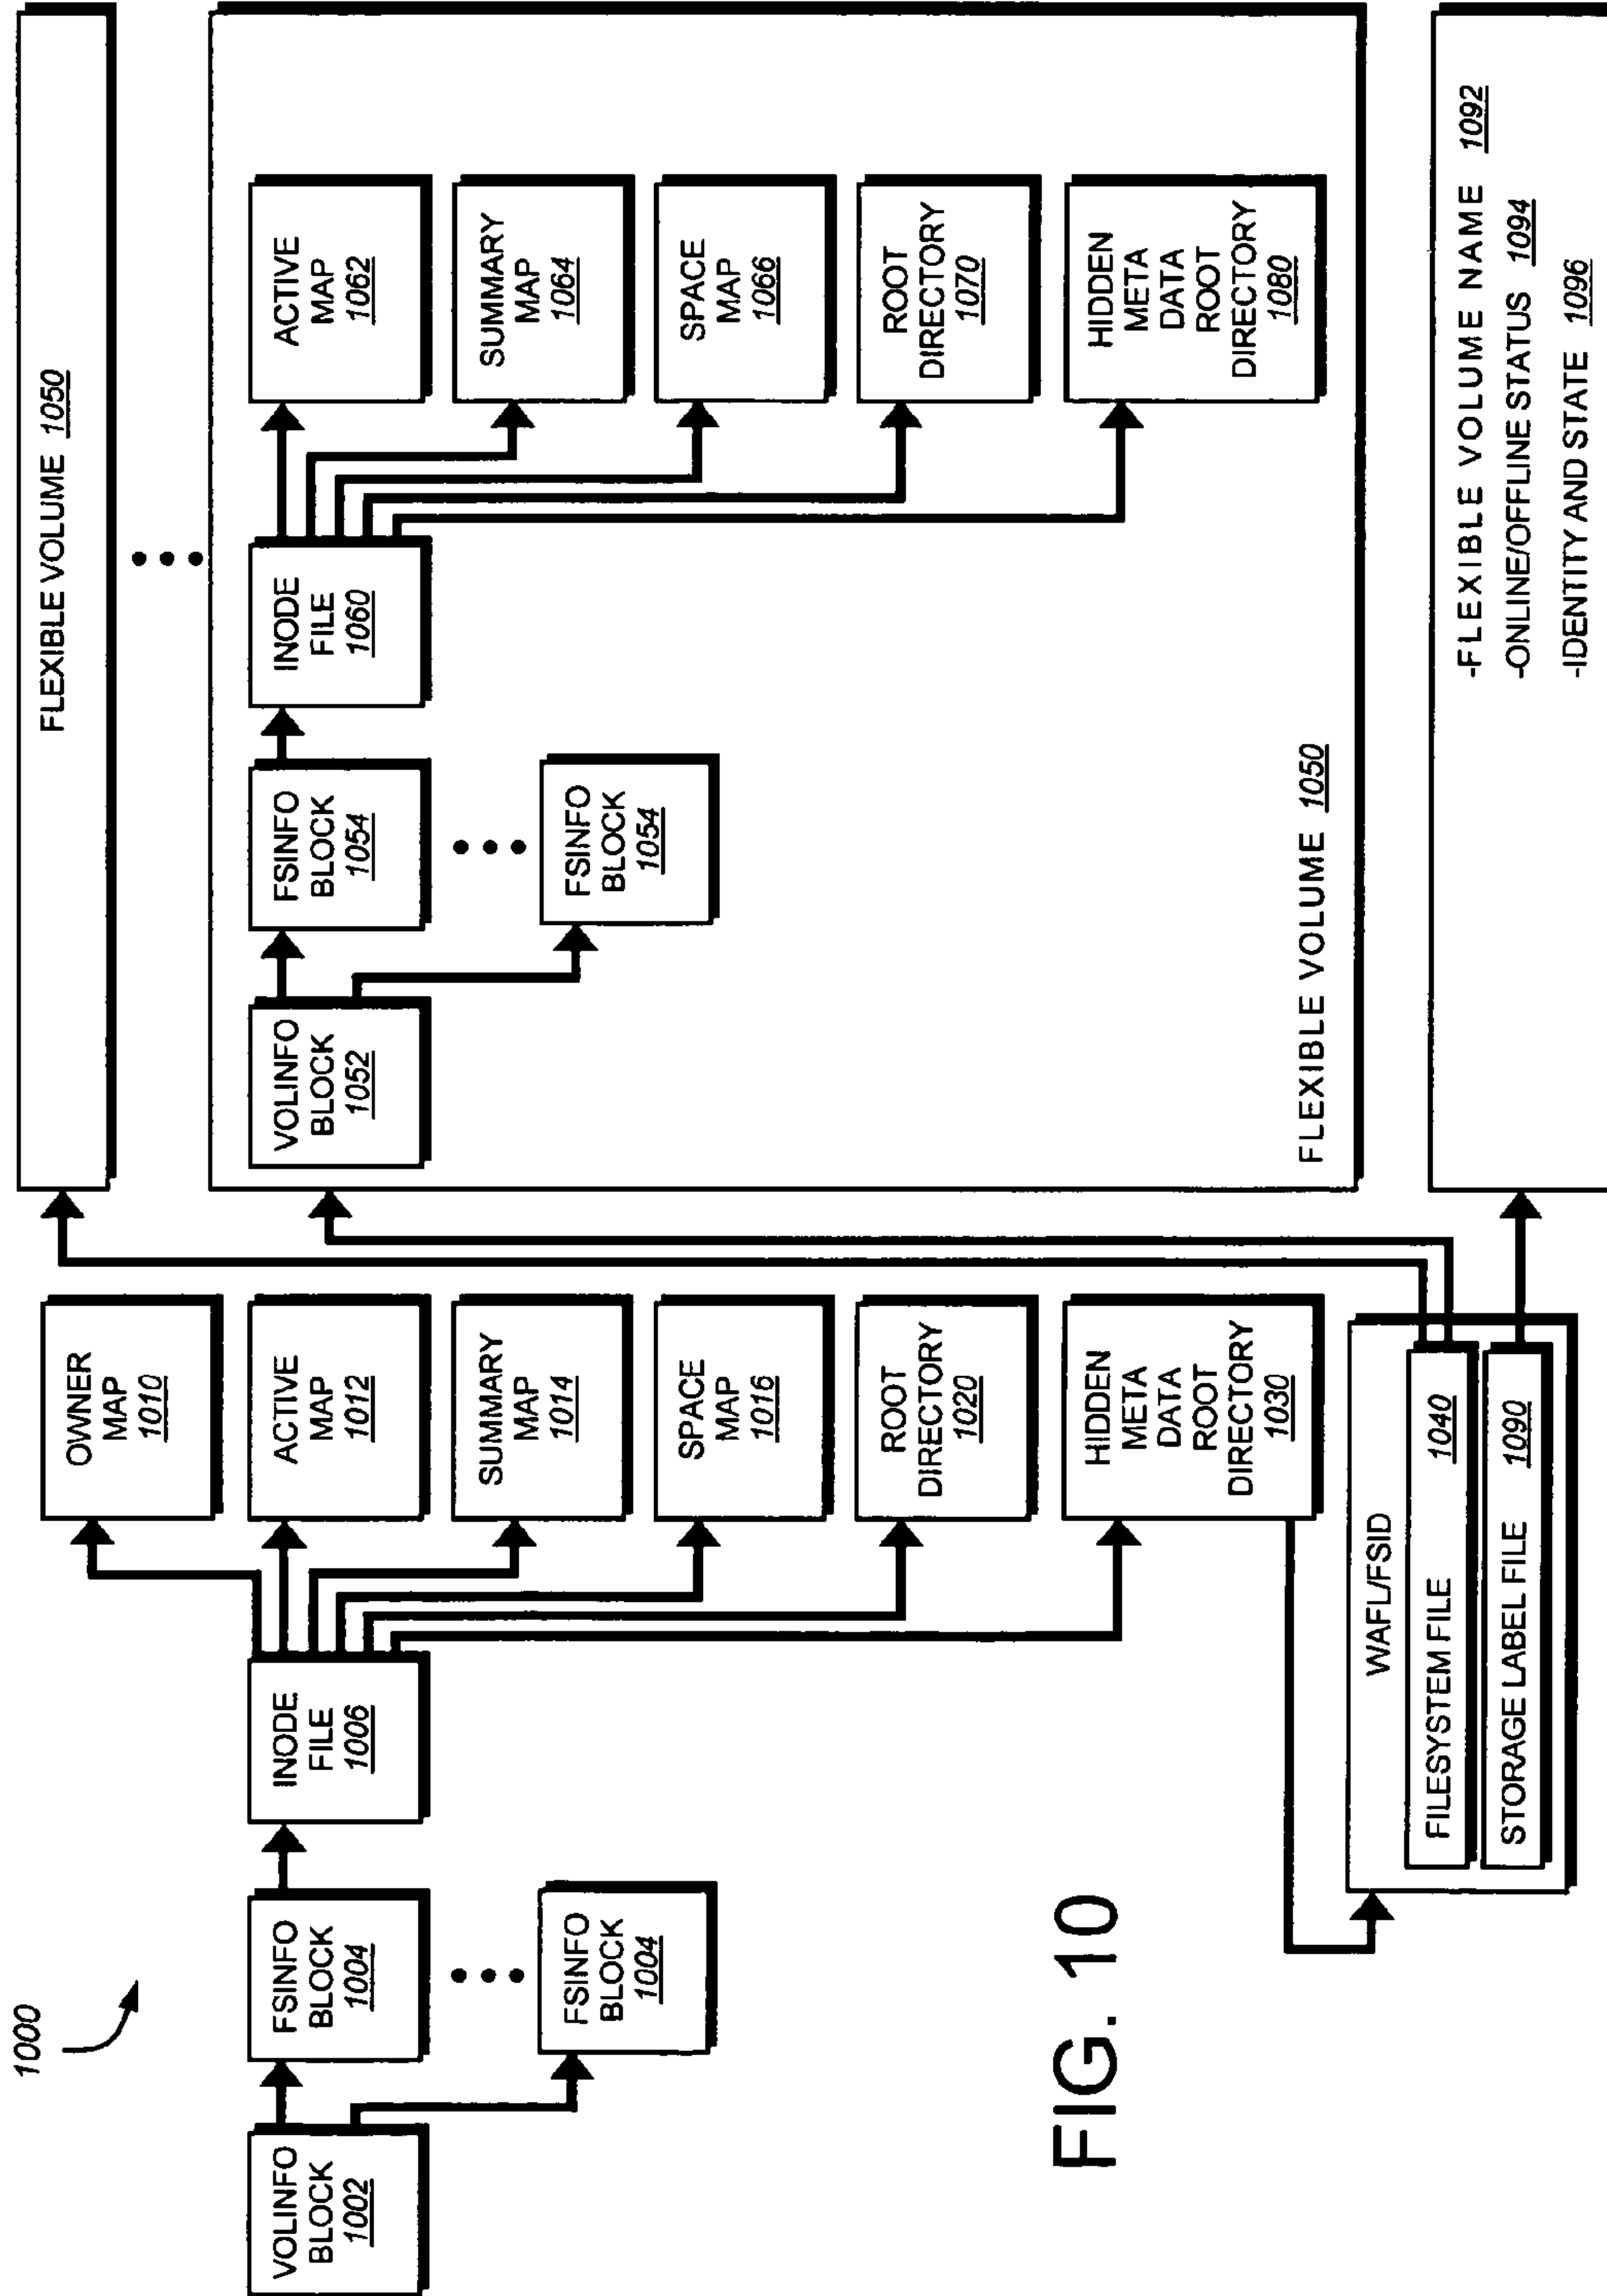 1000
VOLINFO
BLOCK
1002
FSINFO
BLOCK
1004
FSINFO
BLOCK
1004
INODE
FILE
1006
OWNER
MAP
1010
ACTIVE
MAP
1012
SUMMARY
MAP
1014
SPACE
MAP
1016
ROOT
DIRECTORY
1020
HIDDEN
META
DATA
ROOT
DIRECTORY
1030
WAFL/FSID
FILESYSTEM FILE 1040
STORAGE LABEL FILE 1090
FLEXIBLE VOLUME 1050
VOLINFO
BLOCK
1052
FSINFO
BLOCK
1054
FSINFO
BLOCK
1054
INODE
FILE
1060
ACTIVE
MAP
1062
SUMMARY
MAP
1064
SPACE
MAP
1066
ROOT
DIRECTORY
1070
HIDDEN
META
DATA
ROOT
DIRECTORY
1080
FLEXIBLE VOLUME 1050
-FLEXIBLE VOLUME NAME 1092
-ONLINE/OFFLINE STATUS 1094
-IDENTITY AND STATE 1096
FIG. 10